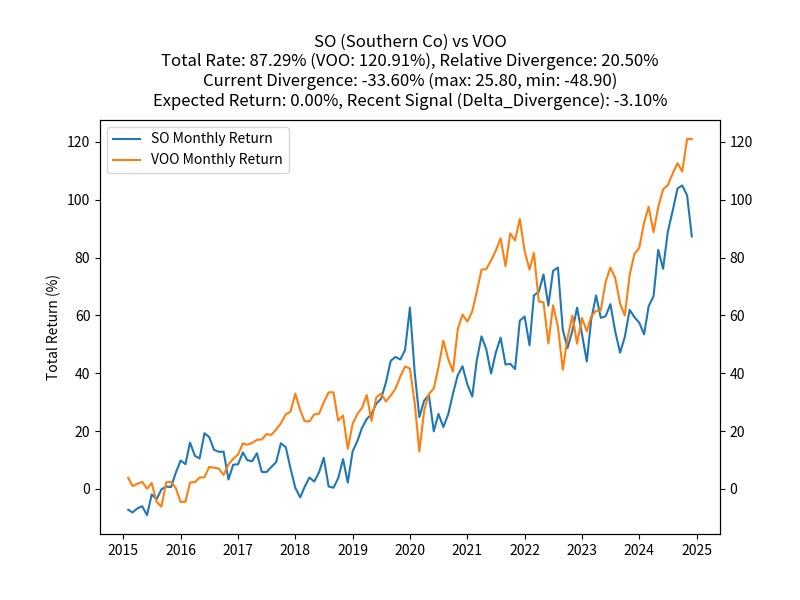 SO (Southern Co) vs VOO
Total Rate: 87.29% (VOO: 120.91%), Relative Divergence: 20.50%
Current Divergence: -33.60% (max: 25.80, min: -48.90)
Expected Return: 0.00%, Recent Signal (Delta_Divergence): -3.10%
SO Monthly Return
VOO Monthly Return
Total Return (%)
120
100
80
60
40
20
0
120
100
80
60
40
20
0
2015 2016 2017 2018 2019 2020 2021 2022 2023 2024 2025